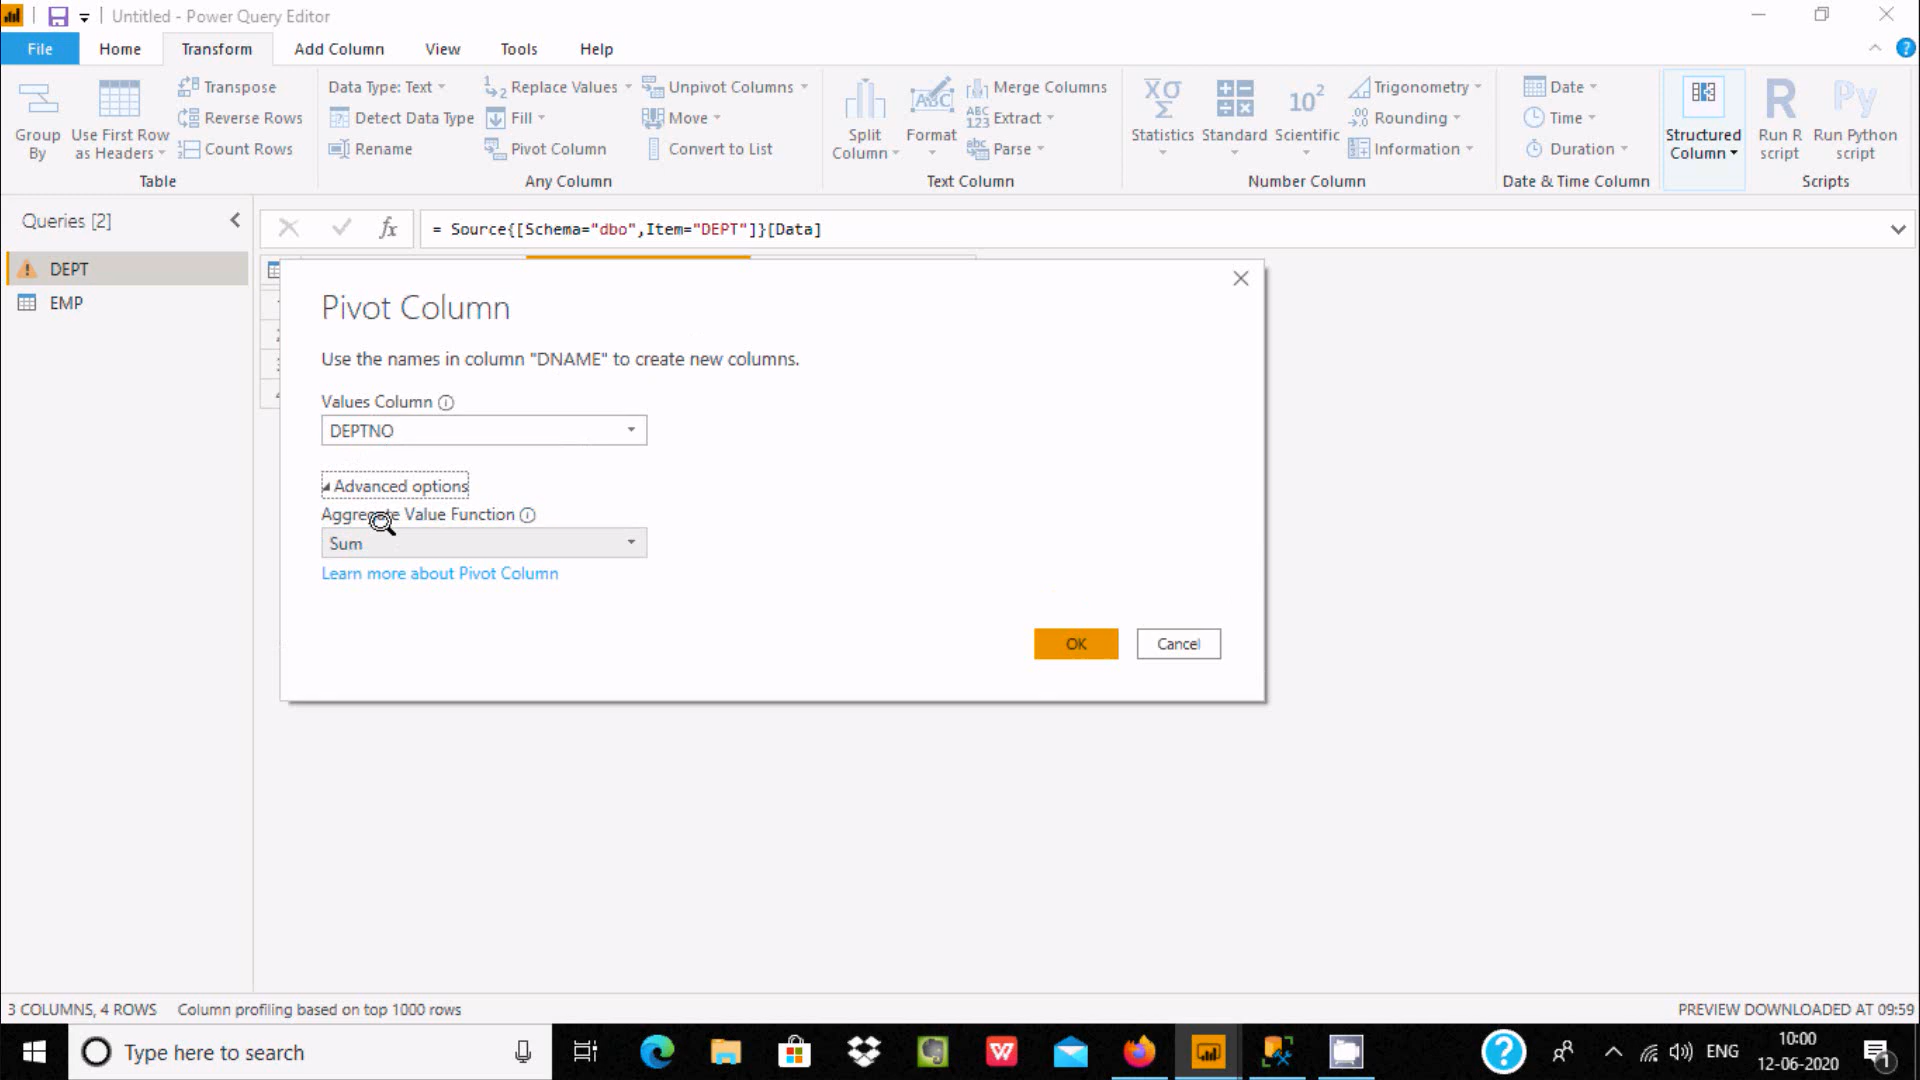 Untitled - Power Query Editor
File Home Transform Add Column View Tools Help
Group By
Use First Row as Headers
Transpose
Reverse Rows
Count Rows
Table
Data Type: Text
Detect Data Type
Rename
Replace Values
Fill
Pivot Column
Unpivot Columns
Move
Convert to List
Any Column
Split Column
Format
Merge Columns
Extract
Parse
Text Column
Statistics
Standard
Scientific
Trigonometry
Rounding
Information
Number Column
Date
Time
Duration
Date & Time Column
Structured Column
Run R script
Run Python script
Scripts
Queries [2]
DEPT
EMP
fx
= Source{[Schema="dbo",Item="DEPT"]}[Data]
Pivot Column
Use the names in column "DNAME" to create new columns.
Values Column
DEPTNO
Advanced options
Aggregate Value Function
Sum
Learn more about Pivot Column
OK Cancel
3 COLUMNS, 4 ROWS Column profiling based on top 1000 rows
PREVIEW DOWNLOADED AT 09:59
Type here to search
ENG
10:00
12-06-2020
1